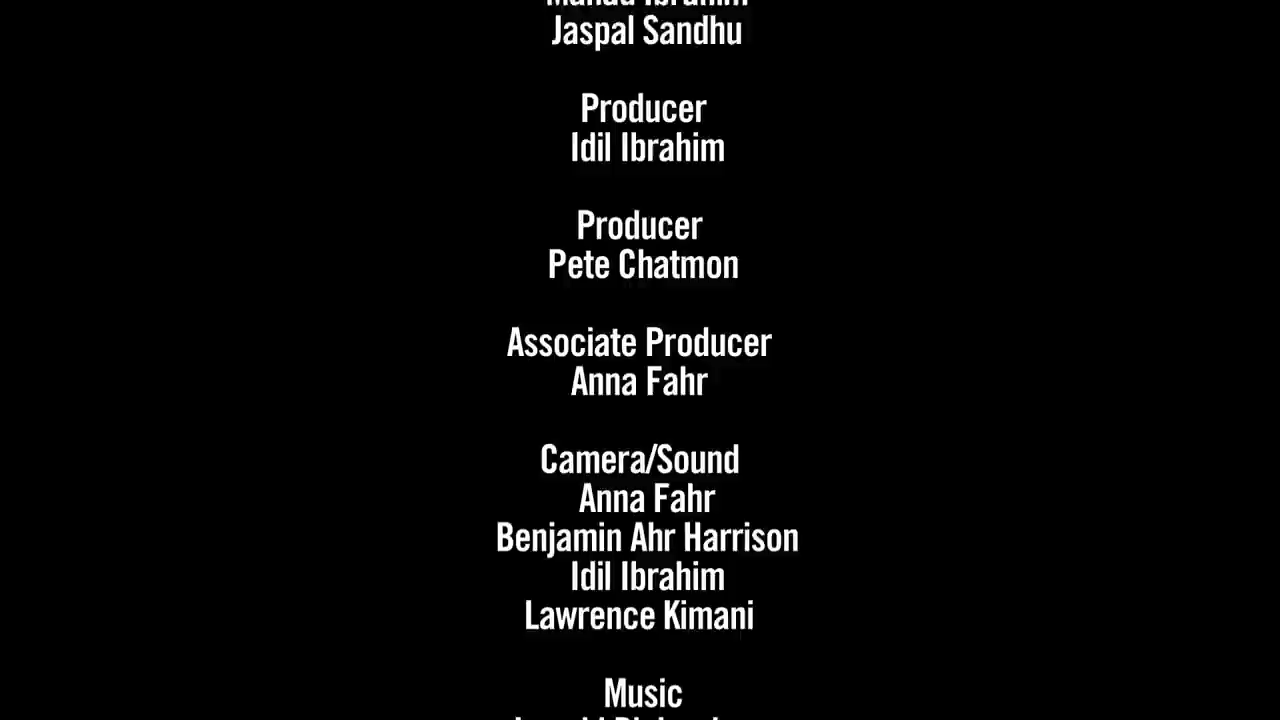 Ibrahim
Jaspal Sandhu
Producer
Idil Ibrahim
Producer
Pete Chatmon
Associate Producer
Anna Fahr
Camera/Sound
Anna Fahr
Benjamin Ahr Harrison
Idil Ibrahim
Lawrence Kimani
Music